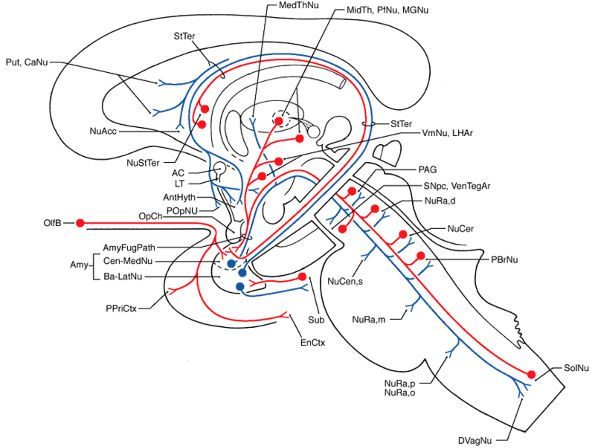 MedThNu
MidTh, PfNu, MGNu
StTer
Put, CaNu
NuAcc
StTer
VmNu, LHAr
NuStTer
AC
LT
PAG
SNpc, VenTegAr
AntHyth
NuRa,d
POpNU
OpCh
OlfB
NuCer
AmyFugPath
Amy
Cen-MedNu
PBrNu
Ba-LatNu
NuCen,s
PPriCtx
Sub
NuRa,m
EnCtx
SolNu
NuRa,p
NuRa,o
DVagNu